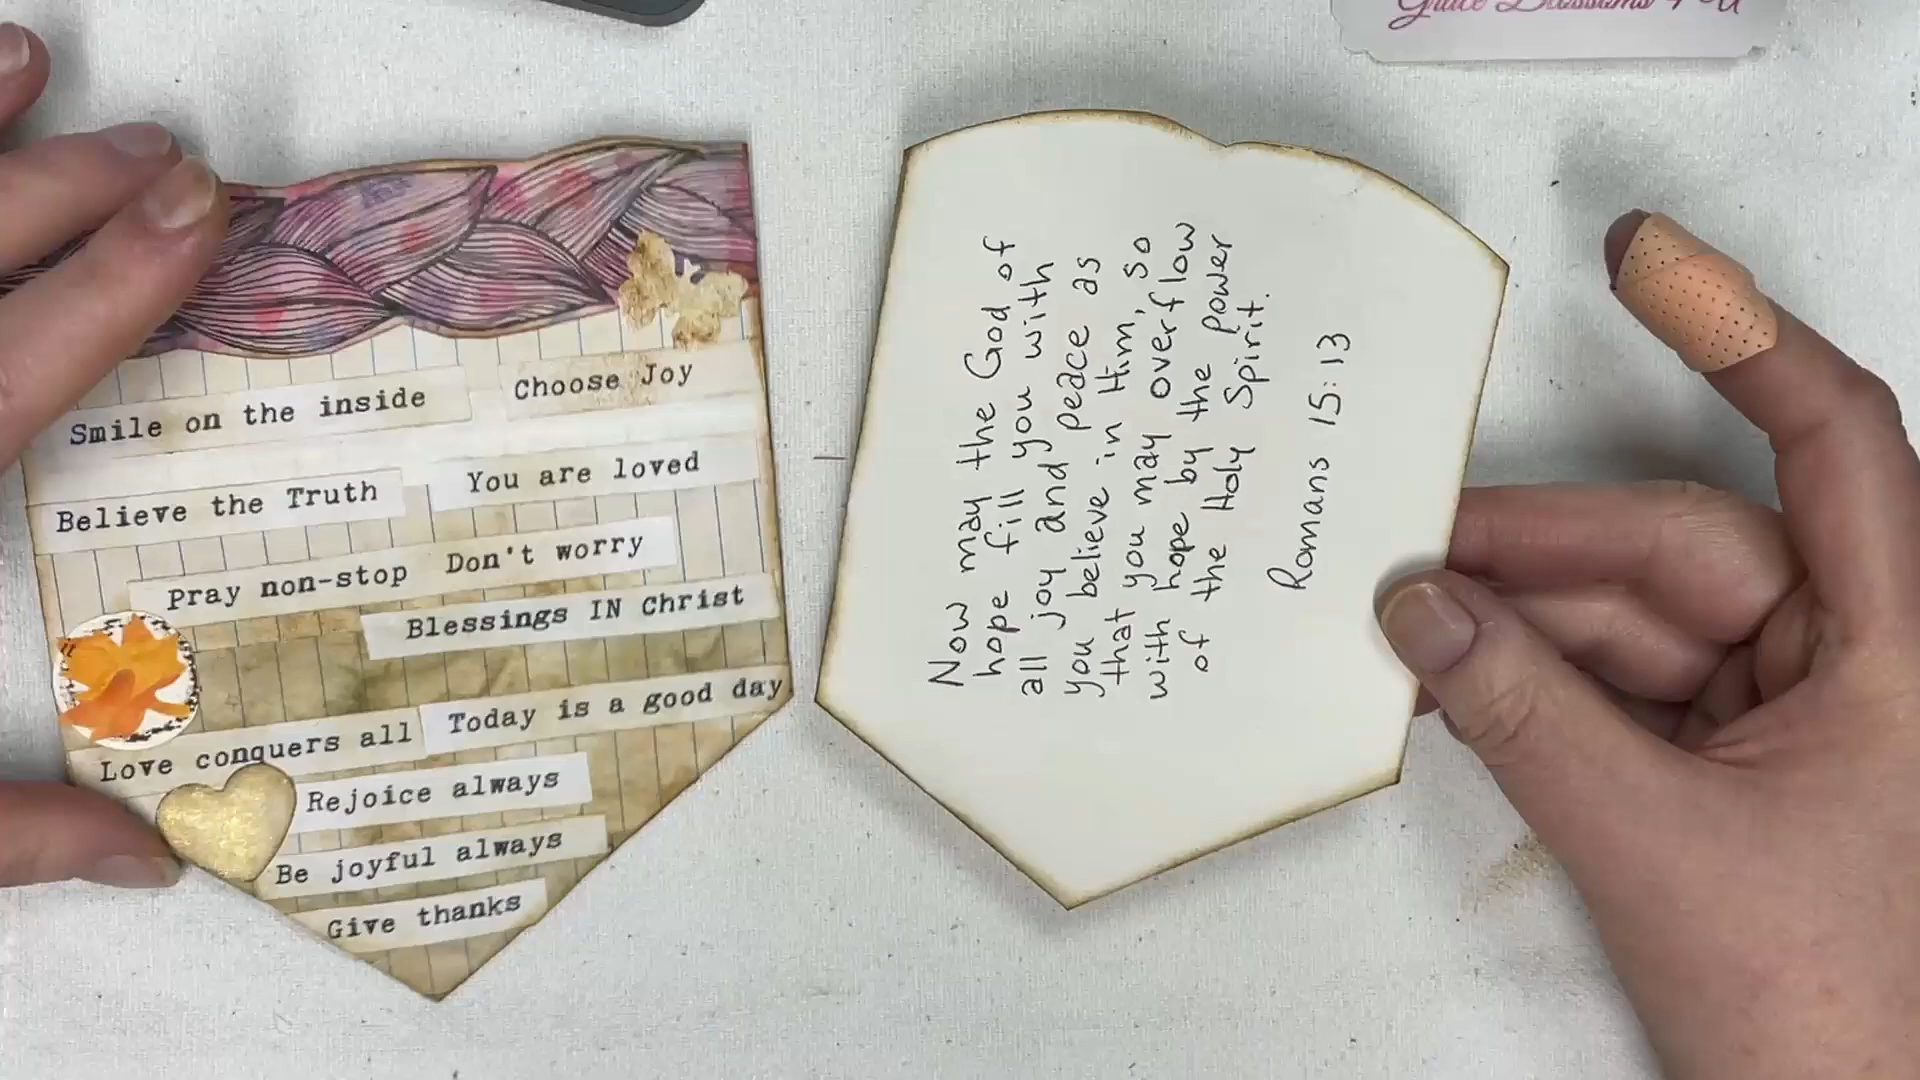 Grace Blossoms 4 U
Smile on the inside
Choose Joy
Believe the Truth
You are loved
Pray non-stop
Don't worry
Blessings IN Christ
Love conquers all
Today is a good day
Rejoice always
Be joyful always
Give thanks
Now may the God of
hope fill you with
all joy and peace as
you believe in Him, so
that you may overflow
with hope by the power
of the Holy Spirit.
Romans 15:13